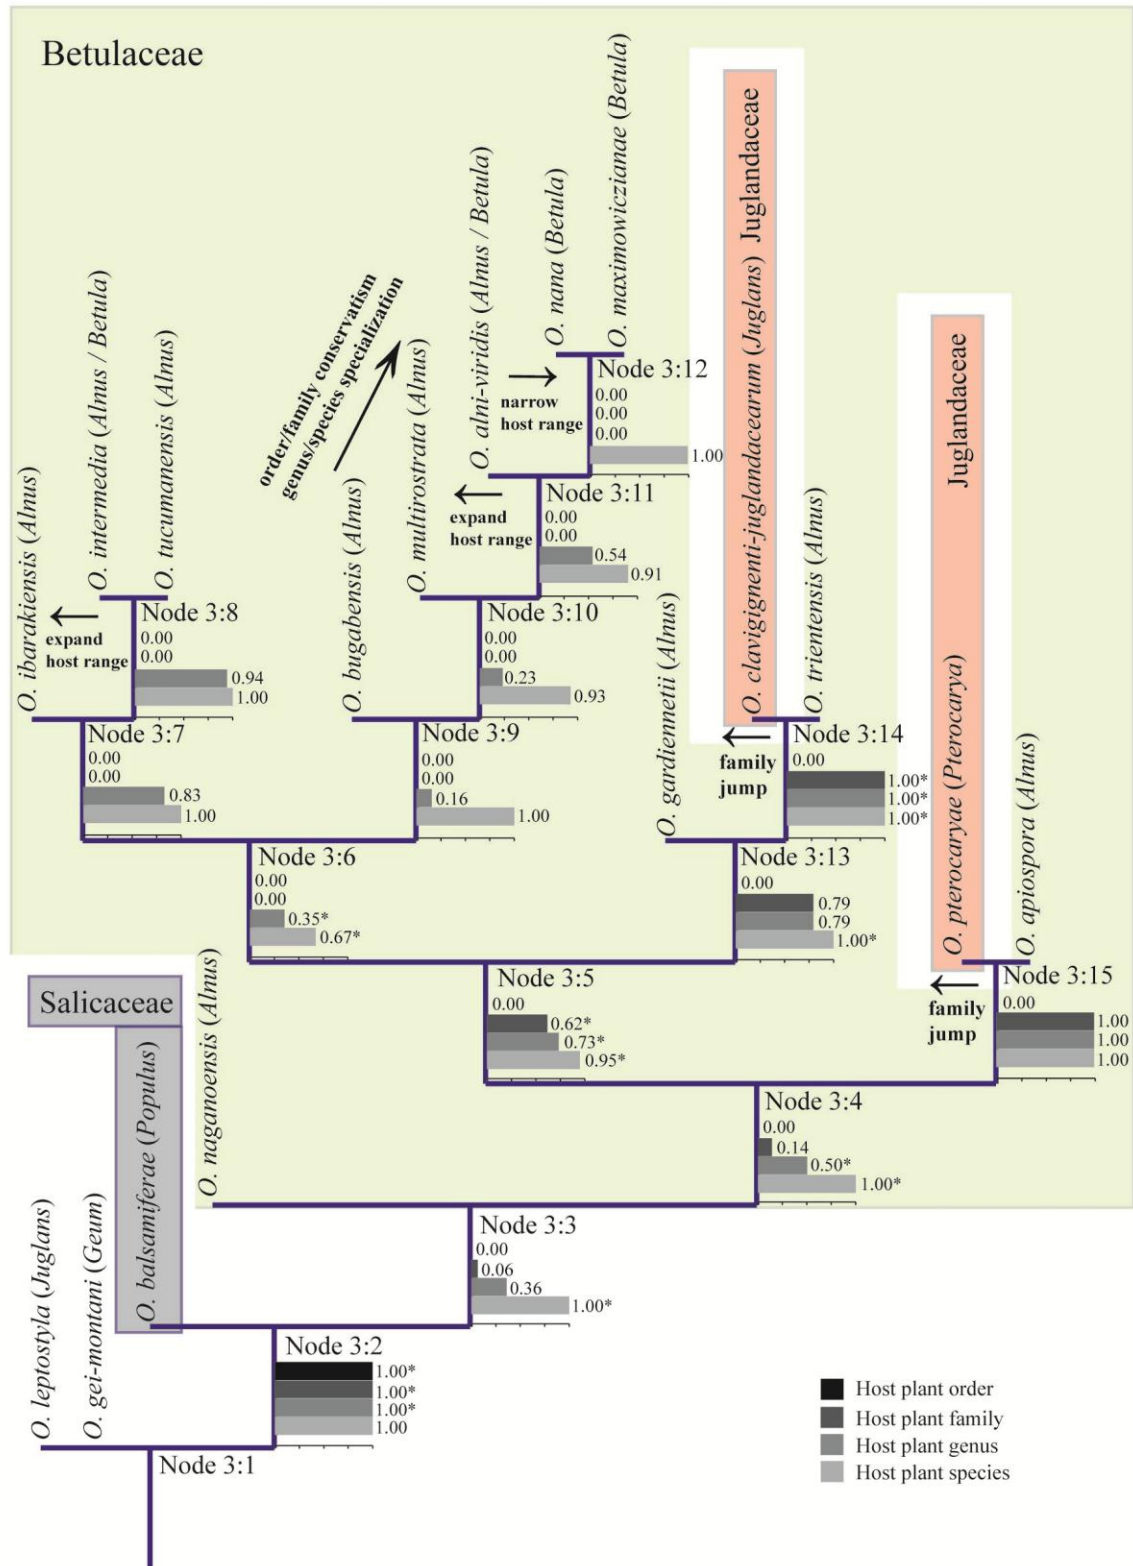 Betulaceae
O. ibarakiensis (Alnus)
O. intermedia (Alnus / Betula)
O. tucumanensis (Alnus)
order/family conservatism
genus/species specialization
O. bugabensis (Alnus)
O. multirostrata (Alnus)
O. alni-viridis (Alnus / Betula)
O. nana (Betula)
O. maximowiczianae (Betula)
Juglandaceae
O. clavigignenti-juglandacearum (Juglans)
O. trientensis (Alnus)
O. gardiennetii (Alnus)
Juglandaceae
O. pterocaryae (Pterocarya)
O. apiospora (Alnus)
narrow
host range
Node 3:12
0.00
0.00
0.00
1.00
expand
host range
Node 3:11
0.00
0.00
0.54
0.91
expand
host range
Node 3:8
0.00
0.00
0.94
1.00
Node 3:10
0.00
0.00
0.23
0.93
Node 3:7
0.00
0.00
0.83
1.00
Node 3:9
0.00
0.00
0.16
1.00
family
jump
Node 3:14
0.00
1.00*
1.00*
1.00*
Node 3:6
0.00
0.00
0.35*
0.67*
Node 3:13
0.00
0.79
0.79
1.00*
Salicaceae
O. naganoensis (Alnus)
Node 3:5
0.00
0.62*
0.73*
0.95*
family
jump
Node 3:15
0.00
1.00
1.00
1.00
Node 3:4
0.00
0.14
0.50*
1.00*
O. leptostyla (Juglans)
O. gei-montani (Geum)
O. balsamiferae (Populus)
Node 3:3
0.00
0.06
0.36
1.00*
Node 3:2
1.00*
1.00*
1.00*
1.00
Node 3:1
Host plant order
Host plant family
Host plant genus
Host plant species